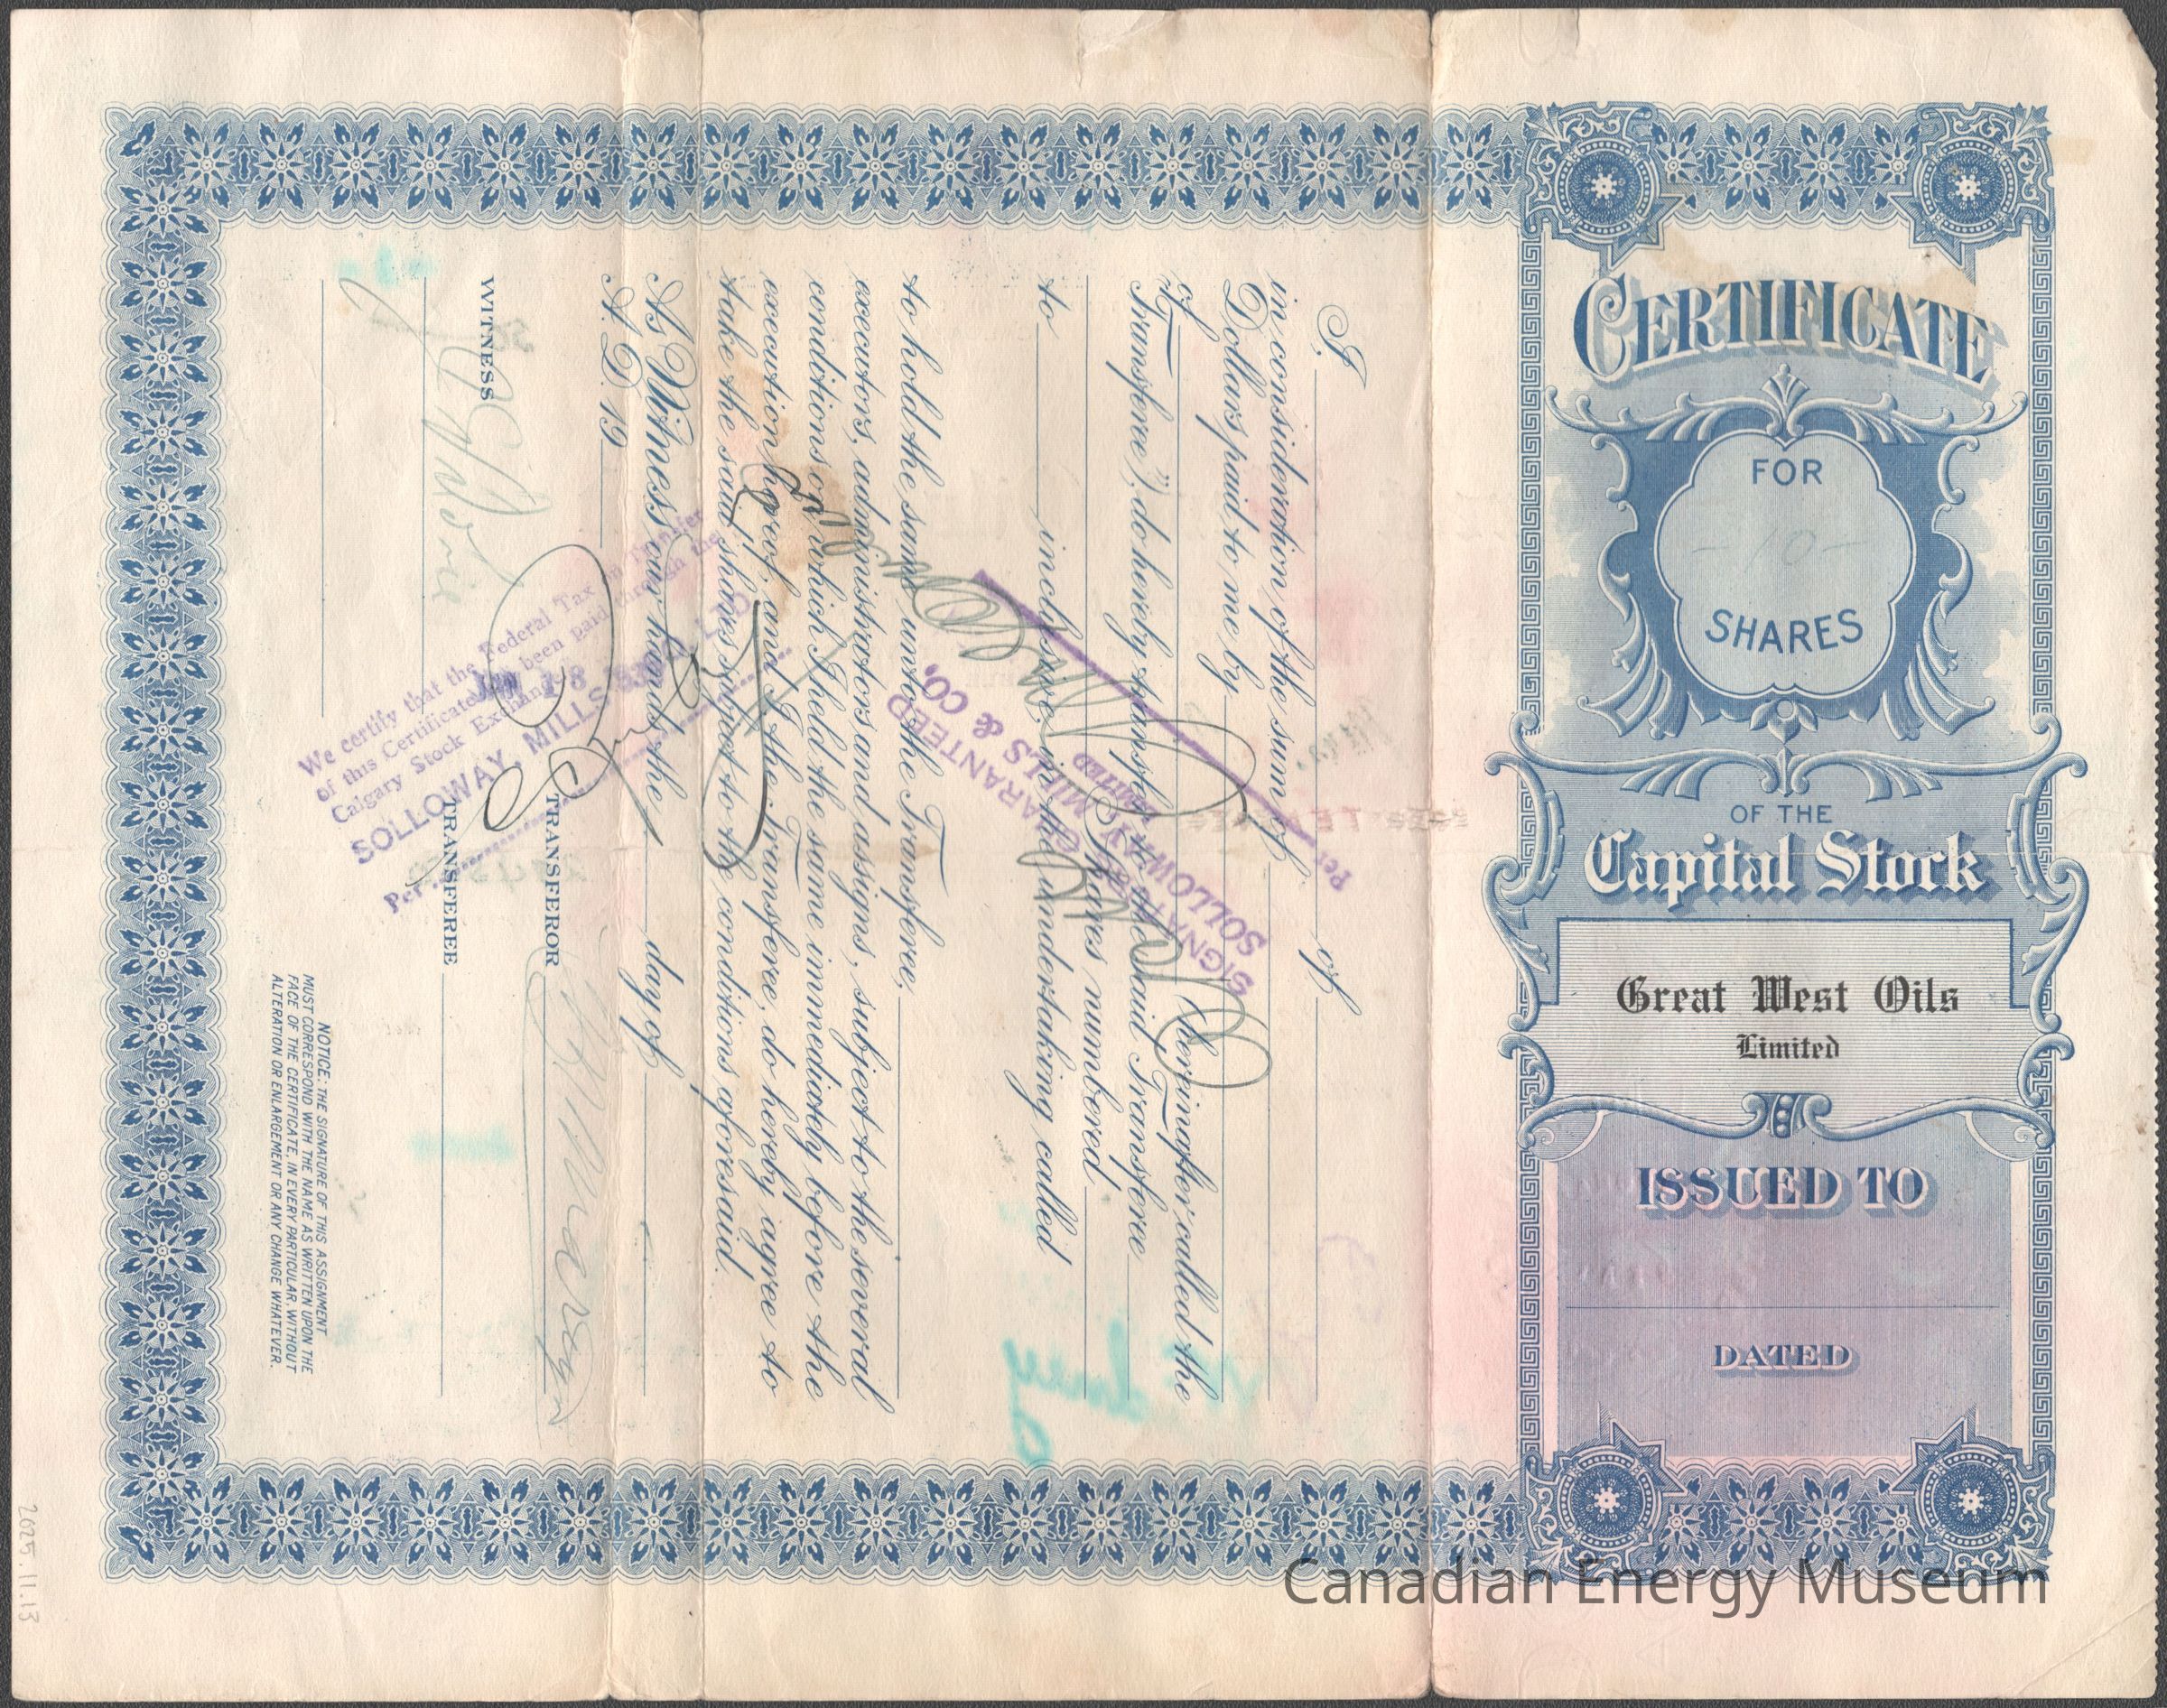 CERTIFICATE
FOR
- 10 -
SHARES
OF THE
Capital Stock
Great West Oils
Limited
ISSUED TO
DATED
I, of
in consideration of the sum of
Dollars paid to me by
of (hereinafter called the
Transferee"), do hereby transfer to the said Transferee
Shares numbered
to inclusive in the undertaking called
to hold the same unto the Transferee,
executors, administrators and assigns, subject to the several
conditions on which I held the same immediately before the
execution hereof; and I, the Transferee, do hereby agree to
take the said shares subject to the conditions aforesaid.
As Witness our hands the day of
A.D. 19
WITNESS
TRANSFEROR
TRANSFEREE
SIGNATURE GUARANTEED
SOLLOWAY MILLS & CO.
LIMITED
Per
We certify that the Federal Tax on Transfer
of this Certificate has been paid through the
Calgary Stock Exchange
SOLLOWAY, MILLS & CO. LTD.
Per
NOTICE: THE SIGNATURE OF THIS ASSIGNMENT
MUST CORRESPOND WITH THE NAME AS WRITTEN UPON THE
FACE OF THE CERTIFICATE, IN EVERY PARTICULAR, WITHOUT
ALTERATION OR ENLARGEMENT OR ANY CHANGE WHATEVER.
2025.11.13
Canadian Energy Museum